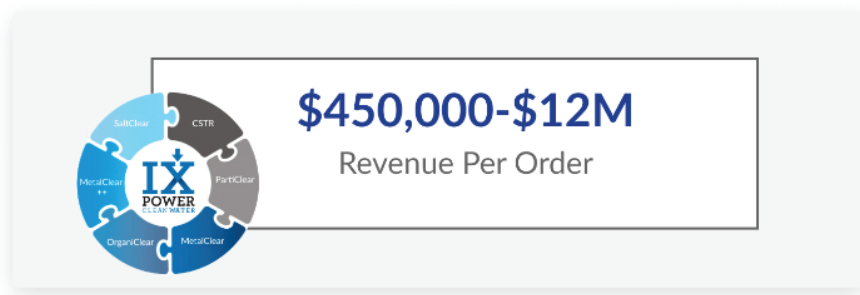 $450,000-$12M
Revenue Per Order
SaltClear
CSTR
PartiClear
MetalClear
OrganiClear
MetalClear
++
IX
POWER
CLEAN WATER